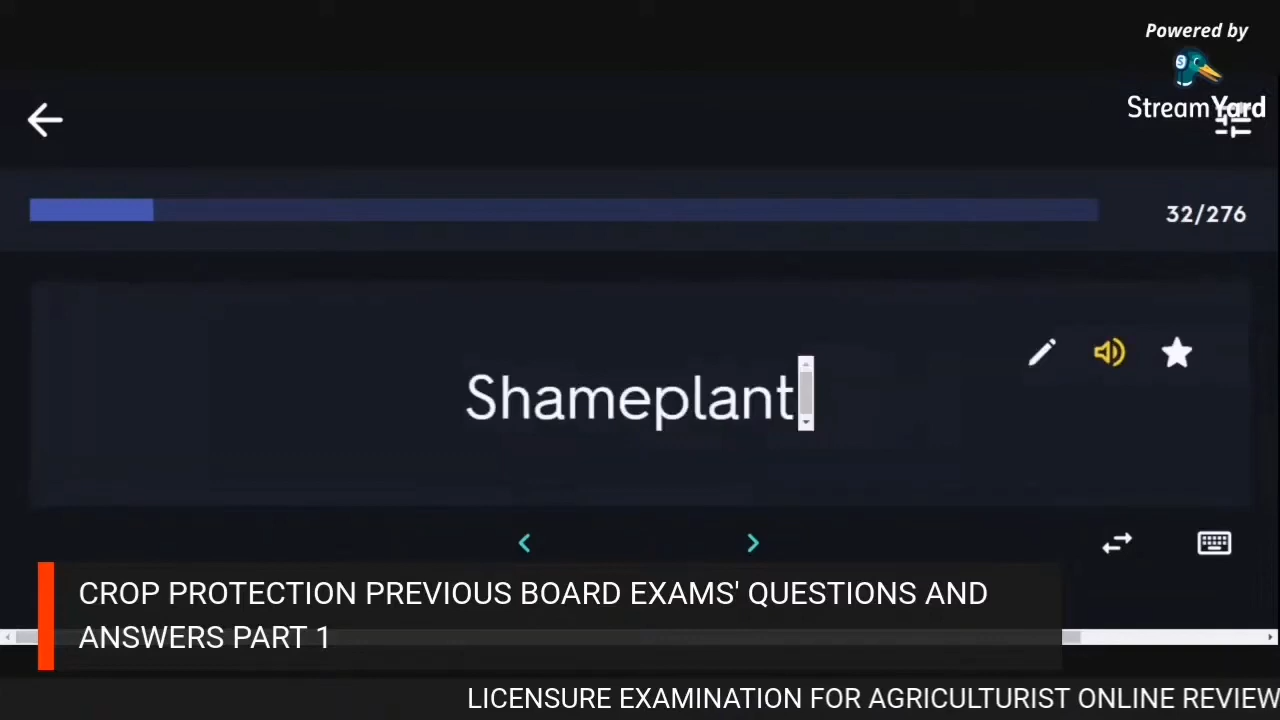 Powered by
StreamYard
32/276
Shameplant
CROP PROTECTION PREVIOUS BOARD EXAMS' QUESTIONS AND
ANSWERS PART 1
LICENSURE EXAMINATION FOR AGRICULTURIST ONLINE REVIEW